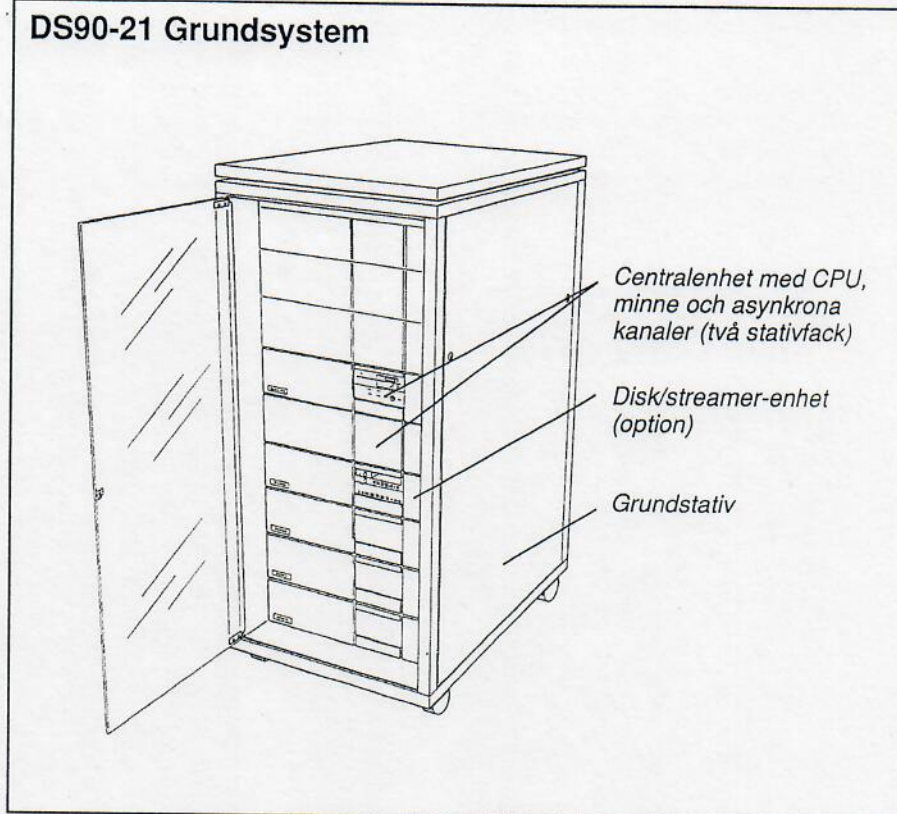 DS90-21 Grundsystem
Centralenhet med CPU,
minne och asynkrona
kanaler (två stativfack)
Disk/streamer-enhet
(option)
Grundstativ